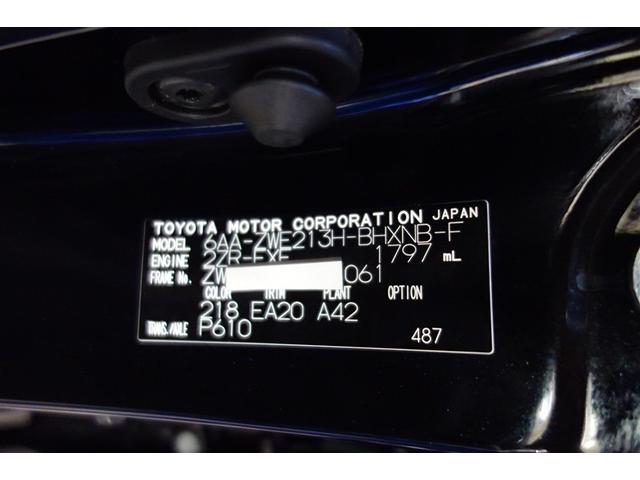 TOYOTA MOTOR CORPORATION JAPAN
MODEL 6AA-ZWE213H-BHXNB-F
ENGINE 2ZR-FXE 1797 mL
FRAME No. ZW 061
COLOR TRIM PLANT OPTION
218 EA20 A42
TRANS./AXLE P610 487